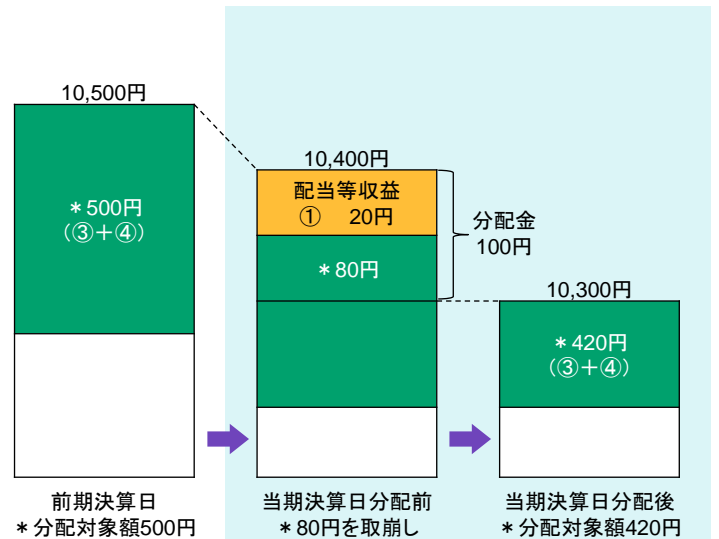 10,500円
＊500円
（③＋④）
前期決算日
＊分配対象額500円
10,400円
配当等収益
①　20円
＊80円
分配金
100円
当期決算日分配前
＊80円を取崩し
10,300円
＊420円
（③＋④）
当期決算日分配後
＊分配対象額420円